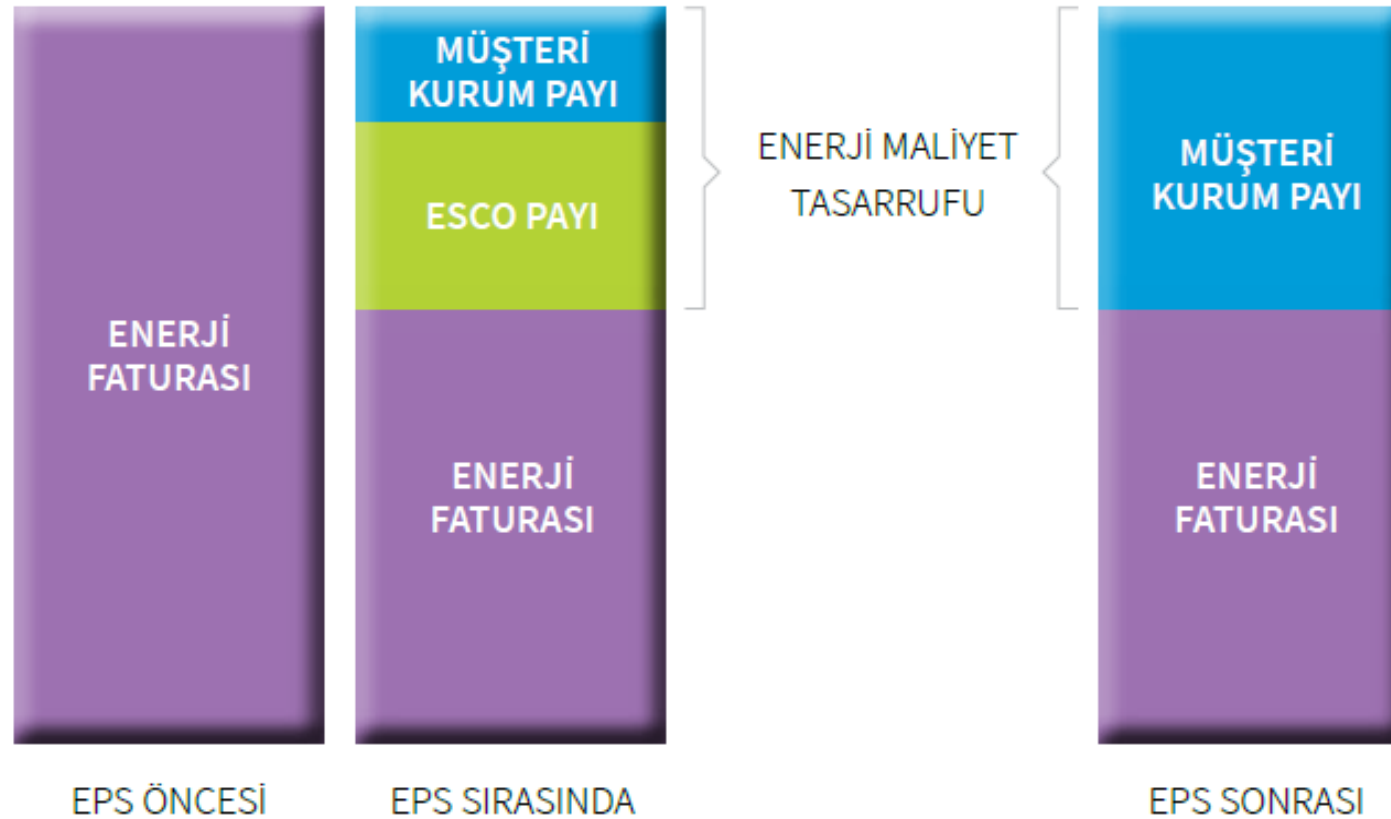 MÜŞTERİ
KURUM PAYI
ESCO PAYI
ENERJİ
FATURASI
ENERJİ
FATURASI
ENERJİ MALİYET
TASARRUFU
MÜŞTERİ
KURUM PAYI
ENERJİ
FATURASI
EPS ÖNCESİ
EPS SIRASINDA
EPS SONRASI